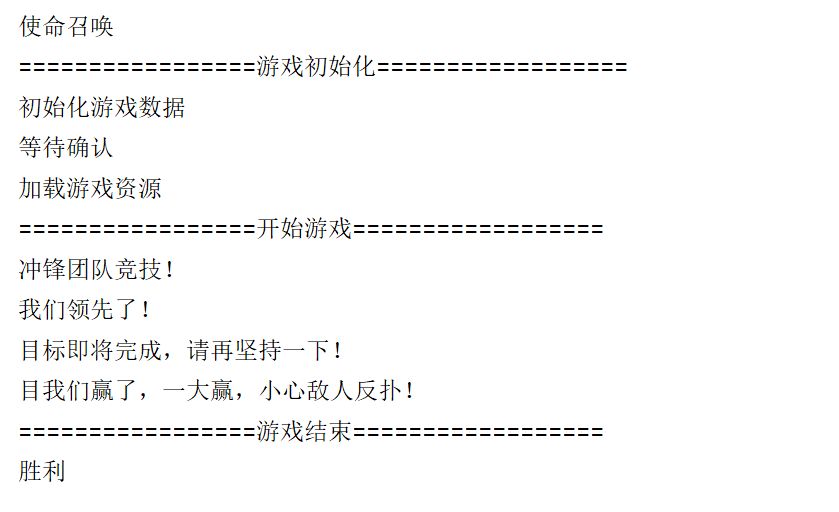 使命召唤
=================游戏初始化==================
初始化游戏数据
等待确认
加载游戏资源
=================开始游戏==================
冲锋团队竞技！
我们领先了！
目标即将完成，请再坚持一下！
目我们赢了，一大赢，小心敌人反扑！
=================游戏结束==================
胜利